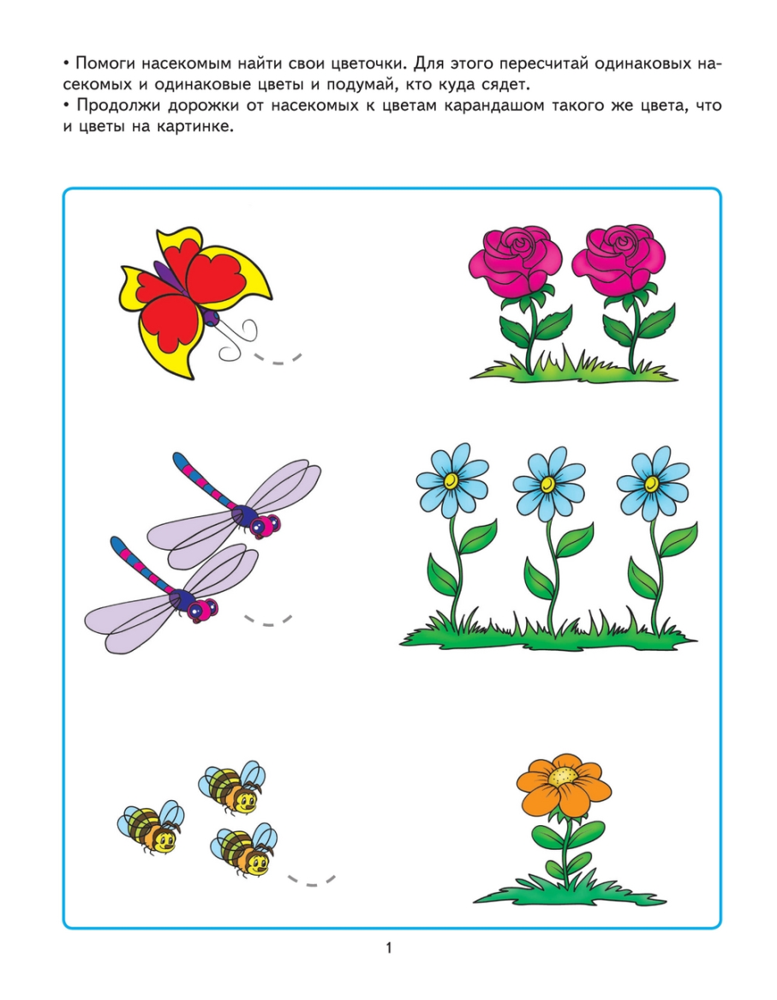 • Помоги насекомым найти свои цветочки. Для этого пересчитай одинаковых на-
секомых и одинаковые цветы и подумай, кто куда сядет.
• Продолжи дорожки от насекомых к цветам карандашом такого же цвета, что
и цветы на картинке.
1